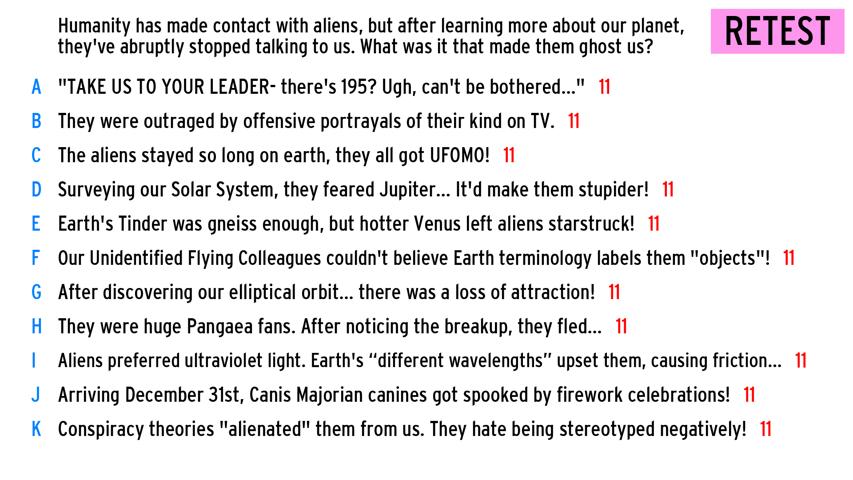 Humanity has made contact with aliens, but after learning more about our planet,
they've abruptly stopped talking to us. What was it that made them ghost us?
RETEST
A "TAKE US TO YOUR LEADER- there's 195? Ugh, can't be bothered..." 11
B They were outraged by offensive portrayals of their kind on TV. 11
C The aliens stayed so long on earth, they all got UFOMO! 11
D Surveying our Solar System, they feared Jupiter... It'd make them stupider! 11
E Earth's Tinder was gneiss enough, but hotter Venus left aliens starstruck! 11
F Our Unidentified Flying Colleagues couldn't believe Earth terminology labels them "objects"! 11
G After discovering our elliptical orbit... there was a loss of attraction! 11
H They were huge Pangaea fans. After noticing the breakup, they fled... 11
I Aliens preferred ultraviolet light. Earth's “different wavelengths” upset them, causing friction... 11
J Arriving December 31st, Canis Majorian canines got spooked by firework celebrations! 11
K Conspiracy theories "alienated" them from us. They hate being stereotyped negatively! 11